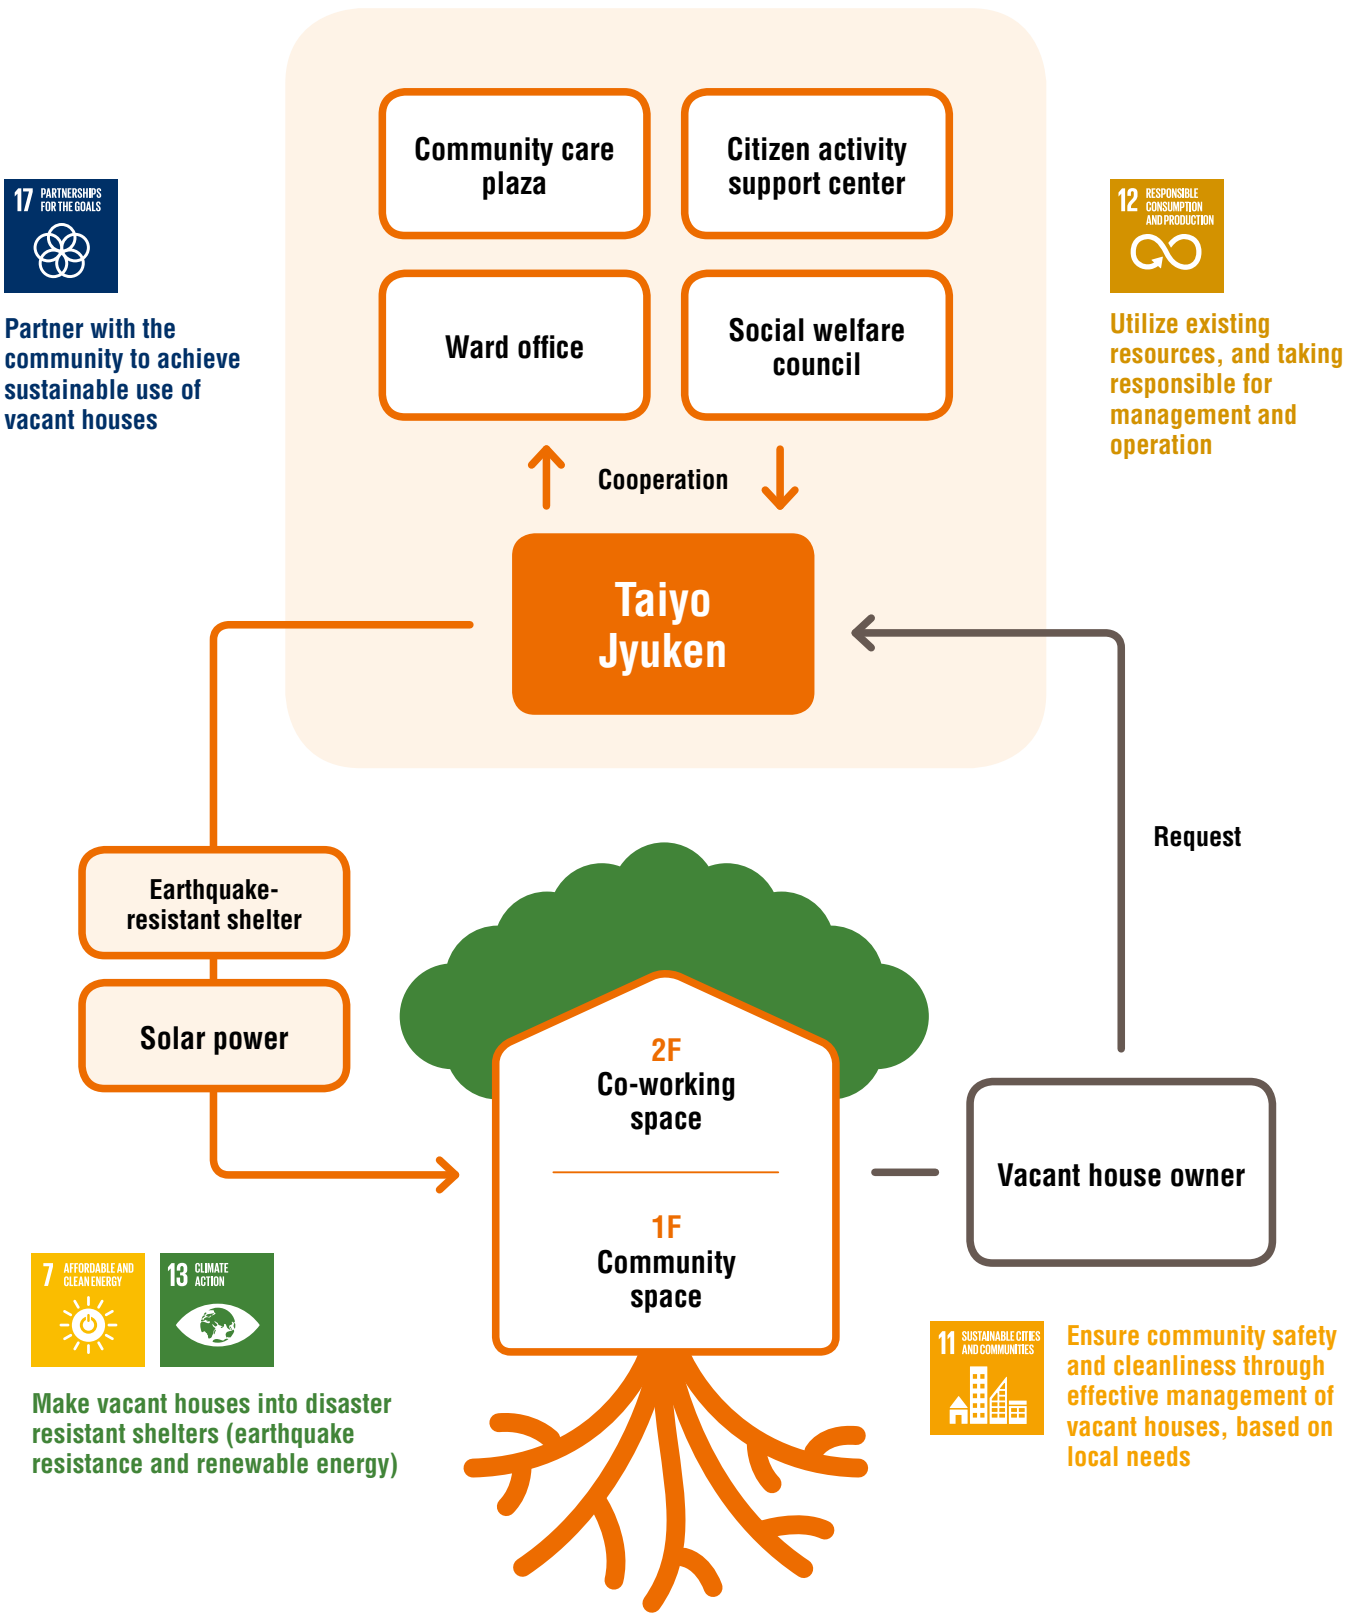 Community care
plaza
Citizen activity
support center
17 PARTNERSHIPS
FOR THE GOALS
Partner with the
community to achieve
sustainable use of
vacant houses
12 RESPONSIBLE
CONSUMPTION
AND PRODUCTION
Utilize existing
resources, and taking
responsible for
management and
operation
Ward office
Social welfare
council
Cooperation
Taiyo
Jyuken
Request
Earthquake-
resistant shelter
Solar power
2F
Co-working
space
1F
Community
space
Vacant house owner
7 AFFORDABLE AND
CLEAN ENERGY
13 CLIMATE
ACTION
Make vacant houses into disaster
resistant shelters (earthquake
resistance and renewable energy)
11 SUSTAINABLE CITIES
AND COMMUNITIES
Ensure community safety
and cleanliness through
effective management of
vacant houses, based on
local needs